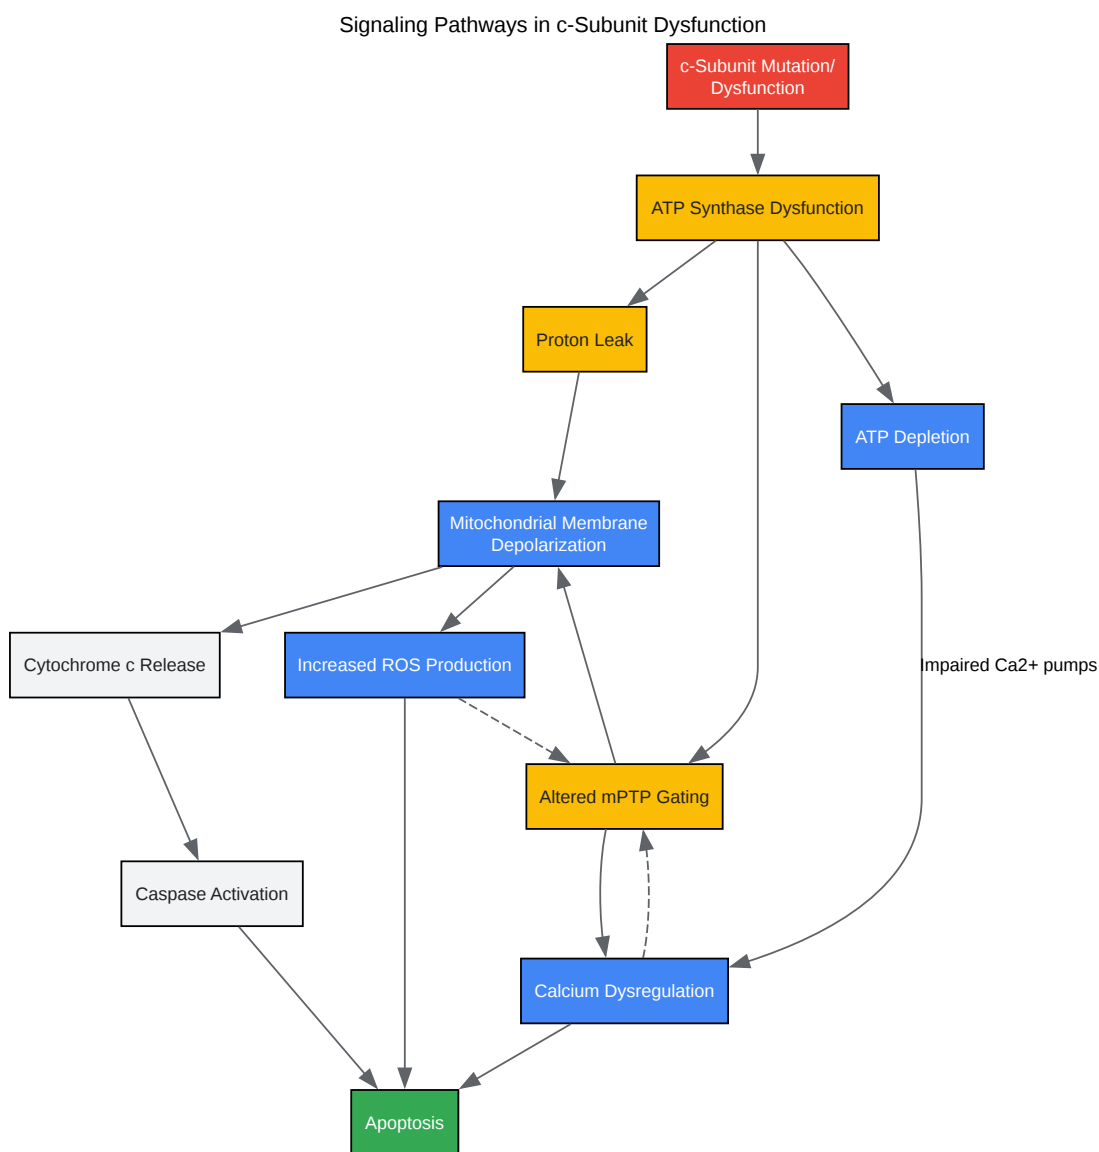 Signaling Pathways in c-Subunit Dysfunction
c-Subunit Mutation/
Dysfunction
ATP Synthase Dysfunction
Proton Leak
ATP Depletion
Mitochondrial Membrane
Depolarization
Cytochrome c Release
Increased ROS Production
Impaired Ca2+ pumps
Altered mPTP Gating
Caspase Activation
Calcium Dysregulation
Apoptosis